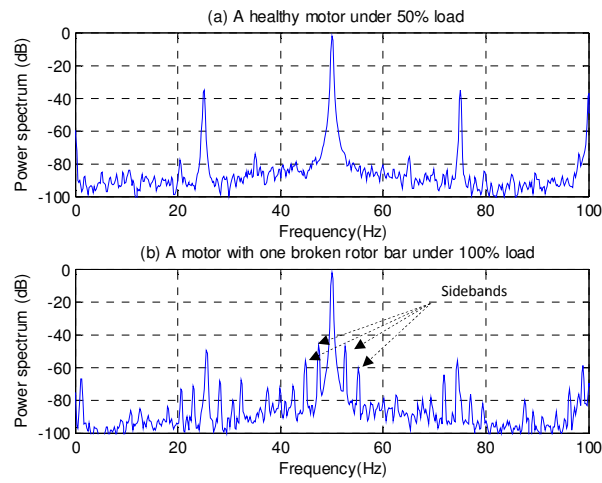 (a) A healthy motor under 50% load
Power spectrum (dB)
0
-20
-40
-60
-80
-100
0 20 40 60 80 100
Frequency(Hz)
(b) A motor with one broken rotor bar under 100% load
Power spectrum (dB)
0
-20
-40
-60
-80
-100
Sidebands
0 20 40 60 80 100
Frequency(Hz)